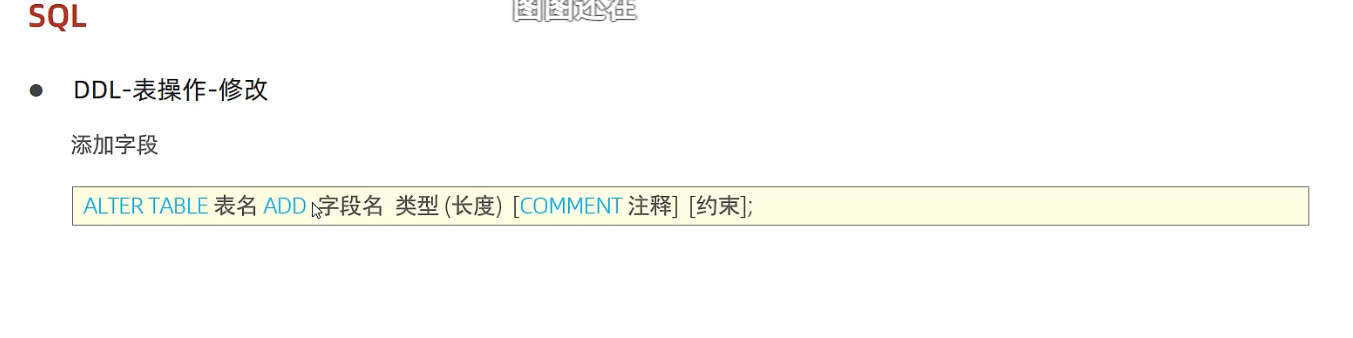 SQL
图图还在
● DDL-表操作-修改
添加字段
ALTER TABLE 表名 ADD 字段名 类型 (长度) [COMMENT 注释] [约束];